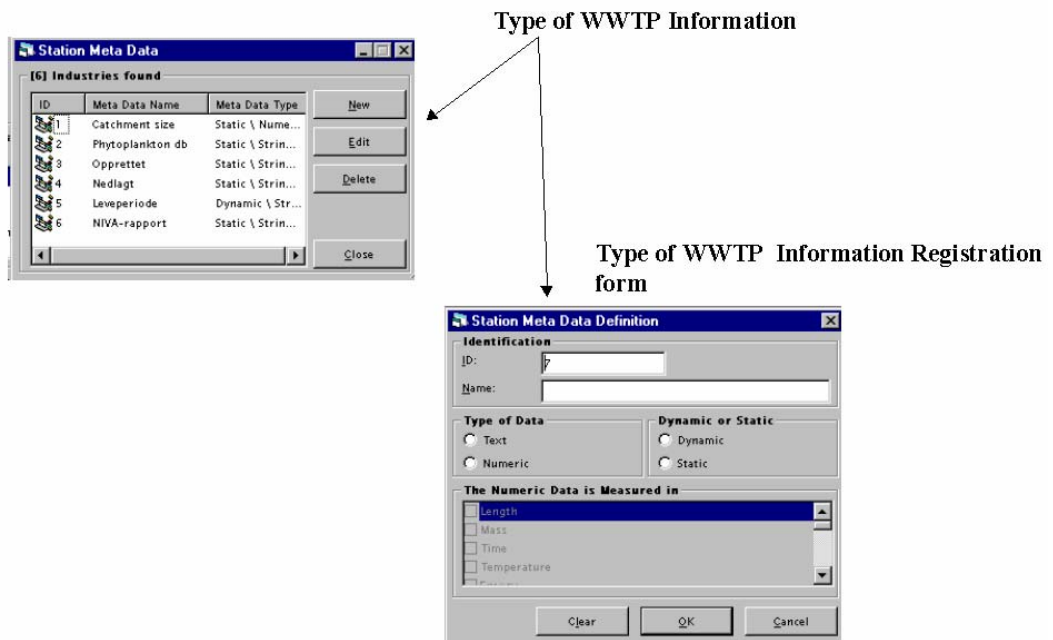 Type of WWTP Information
Station Meta Data
[6] Industries found
ID Meta Data Name Meta Data Type
1 Catchment size Static \ Nume...
2 Phytoplankton db Static \ Strin...
3 Opprettet Static \ Strin...
4 Nedlagt Static \ Strin...
5 Leveperiode Dynamic \ Str...
6 NIVA-rapport Static \ Strin...
New
Edit
Delete
Close
Type of WWTP Information Registration
form
Station Meta Data Definition
Identification
ID: 7
Name:
Type of Data
Text
Numeric
Dynamic or Static
Dynamic
Static
The Numeric Data is Measured in
Length
Mass
Time
Temperature
Clear OK Cancel